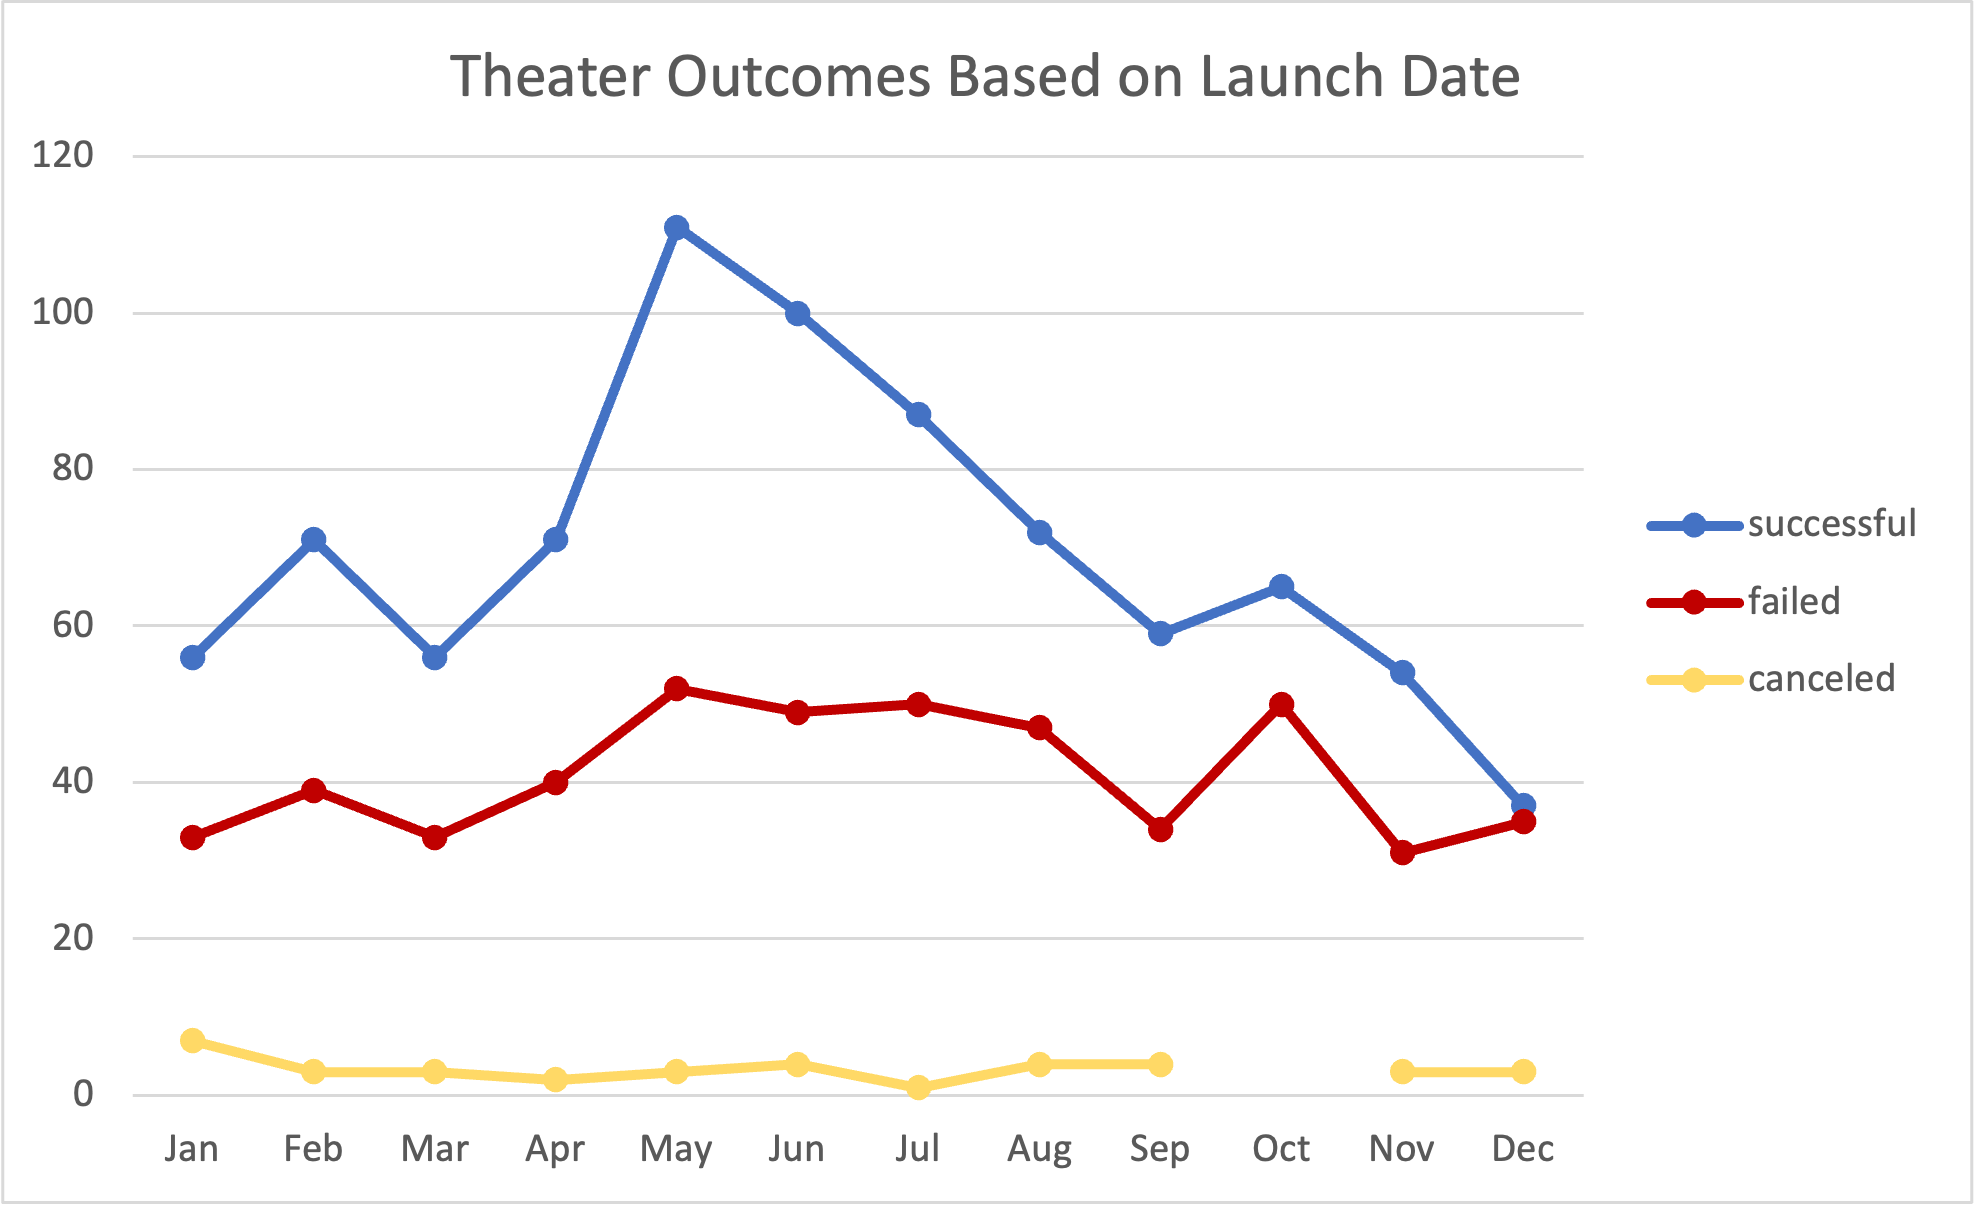 Theater Outcomes Based on Launch Date
120
100
80
60
40
20
0
Jan Feb Mar Apr May Jun Jul Aug Sep Oct Nov Dec
successful
failed
canceled